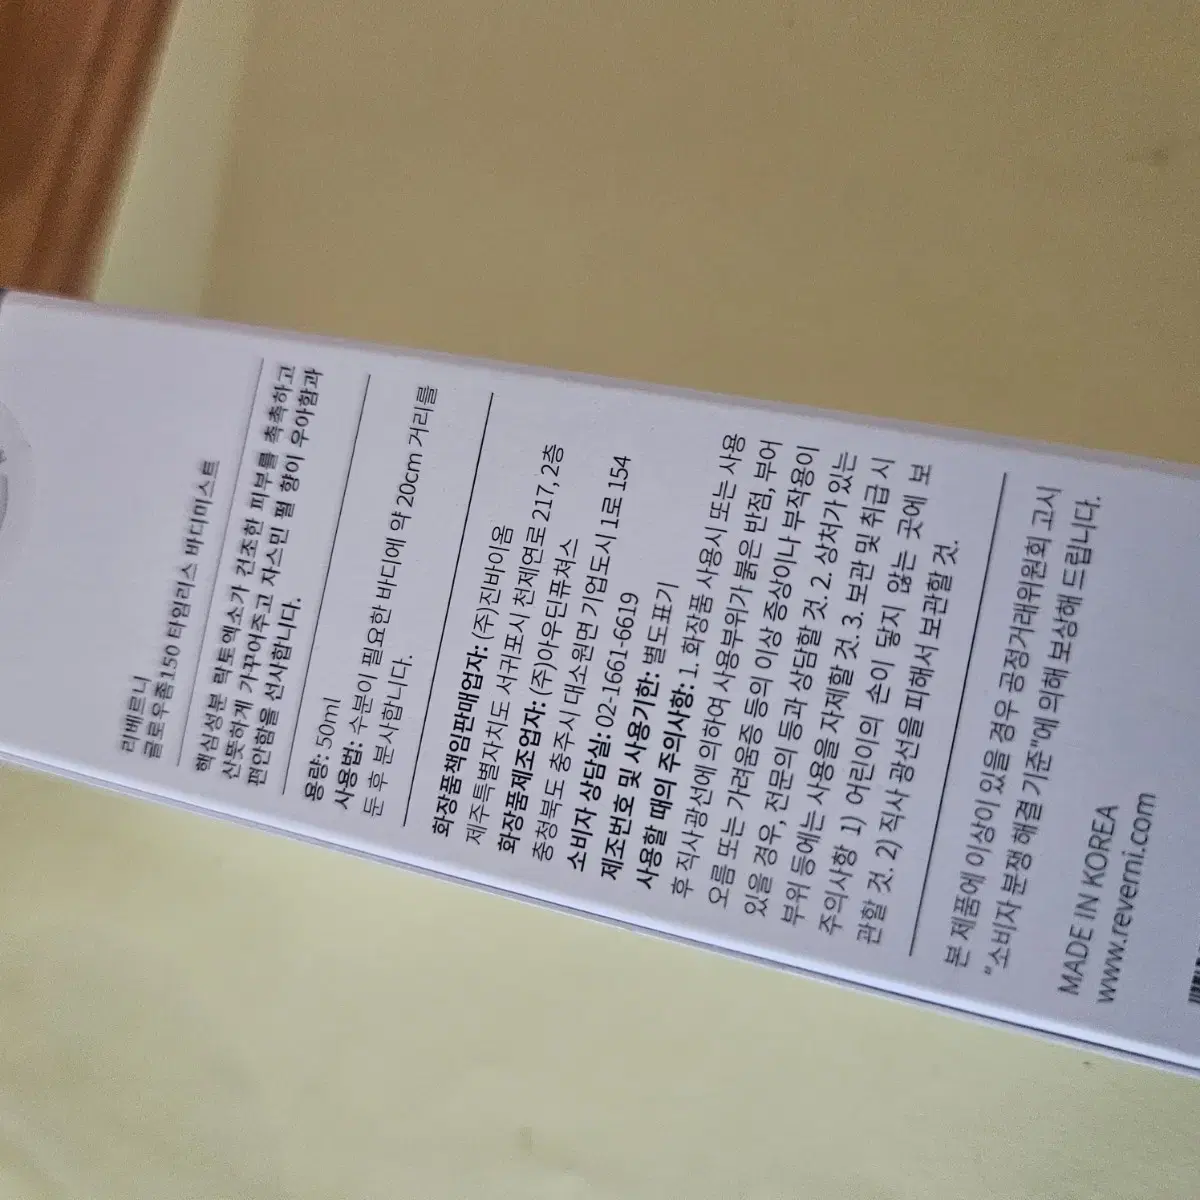 리베르니
글로우좀150 타임리스 바디미스트
핵심성분 락토엑소가 건조한 피부를 촉촉하고
산뜻하게 가꾸어주고 자스민 필 향이 우아함과
편안함을 선사합니다.
용량: 50ml
사용법: 수분이 필요한 바디에 약 20cm 거리를
둔 후 분사합니다.
화장품책임판매업자: (주)진바이옴
제주특별자치도 서귀포시 천제연로 217, 2층
화장품제조업자: (주)아우딘퓨쳐스
충청북도 충주시 대소원면 기업도시 1로 154
소비자 상담실: 02-1661-6619
제조번호 및 사용기한: 별도표기
사용할 때의 주의사항: 1. 화장품 사용시 또는 사용
후 직사광선에 의하여 사용부위가 붉은 반점, 부어
오름 또는 가려움증 등의 이상 증상이나 부작용이
있을 경우, 전문의 등과 상담할 것. 2. 상처가 있는
부위 등에는 사용을 자제할 것. 3. 보관 및 취급 시
주의사항 1) 어린이의 손이 닿지 않는 곳에 보
관할 것. 2) 직사광선을 피해서 보관할 것.
본 제품에 이상이 있을 경우 공정거래위원회 고시
"소비자 분쟁 해결 기준"에 의해 보상해 드립니다.
MADE IN KOREA
www.reverni.com